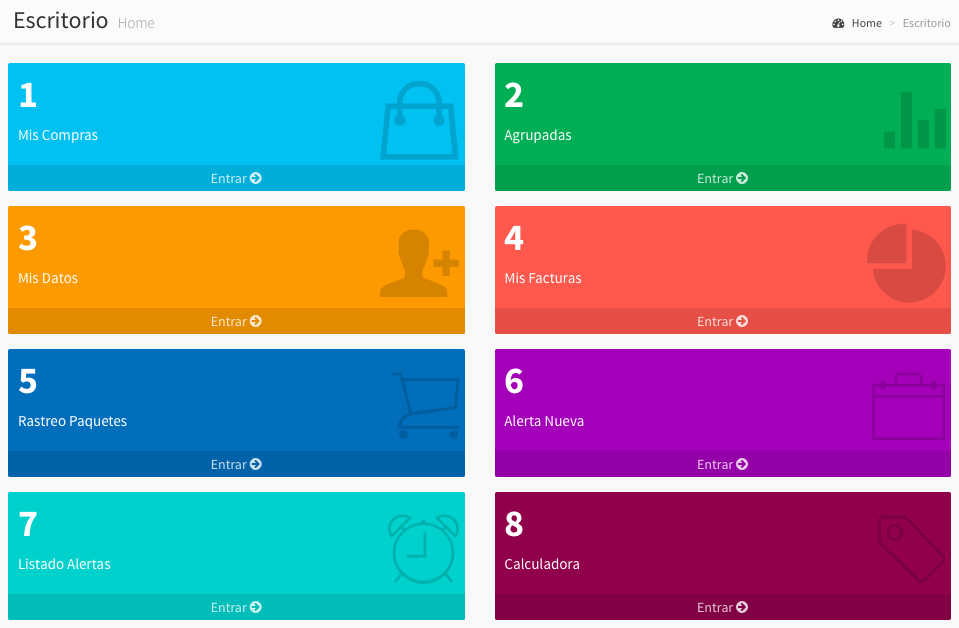 Escritorio Home
Home > Escritorio
1
Mis Compras
Entrar
2
Agrupadas
Entrar
3
Mis Datos
Entrar
4
Mis Facturas
Entrar
5
Rastreo Paquetes
Entrar
6
Alerta Nueva
Entrar
7
Listado Alertas
Entrar
8
Calculadora
Entrar